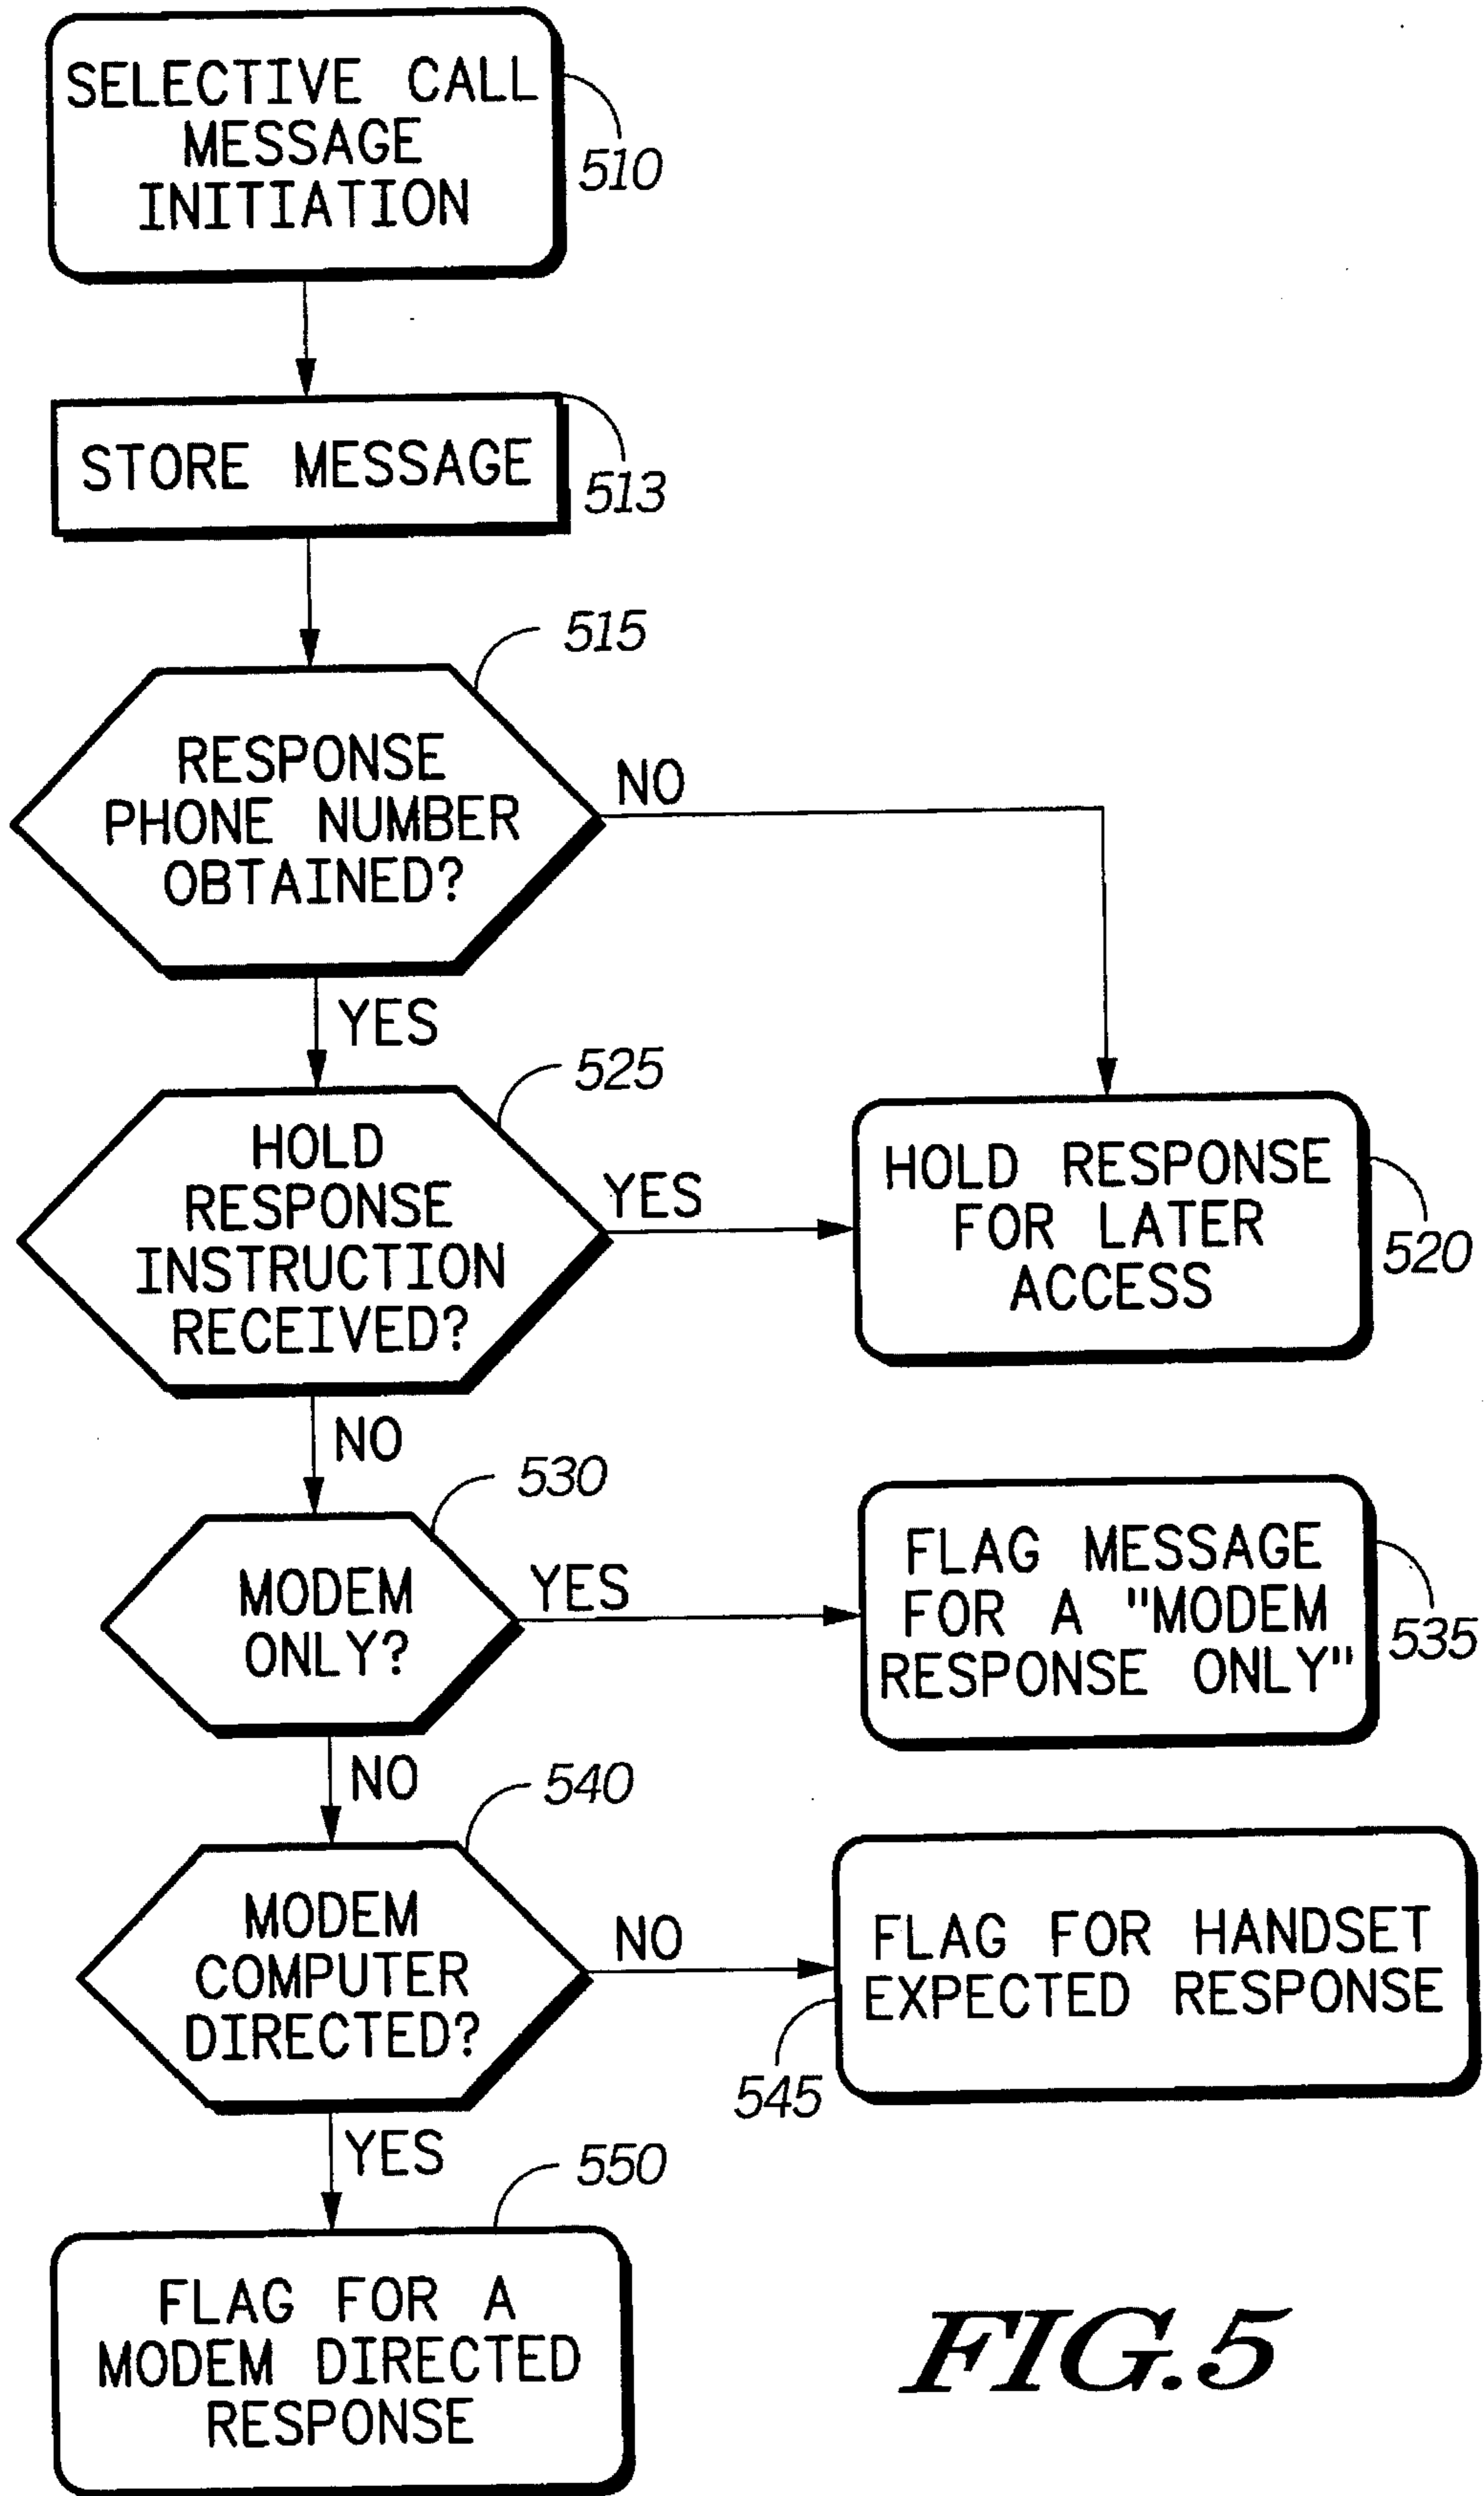 SELECTIVE CALL
MESSAGE
INITIATION
510
STORE MESSAGE
513
515
RESPONSE
PHONE NUMBER
OBTAINED?
NO
YES
525
HOLD
RESPONSE
INSTRUCTION
RECEIVED?
YES
HOLD RESPONSE
FOR LATER
ACCESS
520
NO
530
MODEM
ONLY?
YES
FLAG MESSAGE
FOR A "MODEM
RESPONSE ONLY"
535
NO
540
MODEM
COMPUTER
DIRECTED?
NO
FLAG FOR HANDSET
EXPECTED RESPONSE
545
YES
550
FLAG FOR A
MODEM DIRECTED
RESPONSE
FIG.5